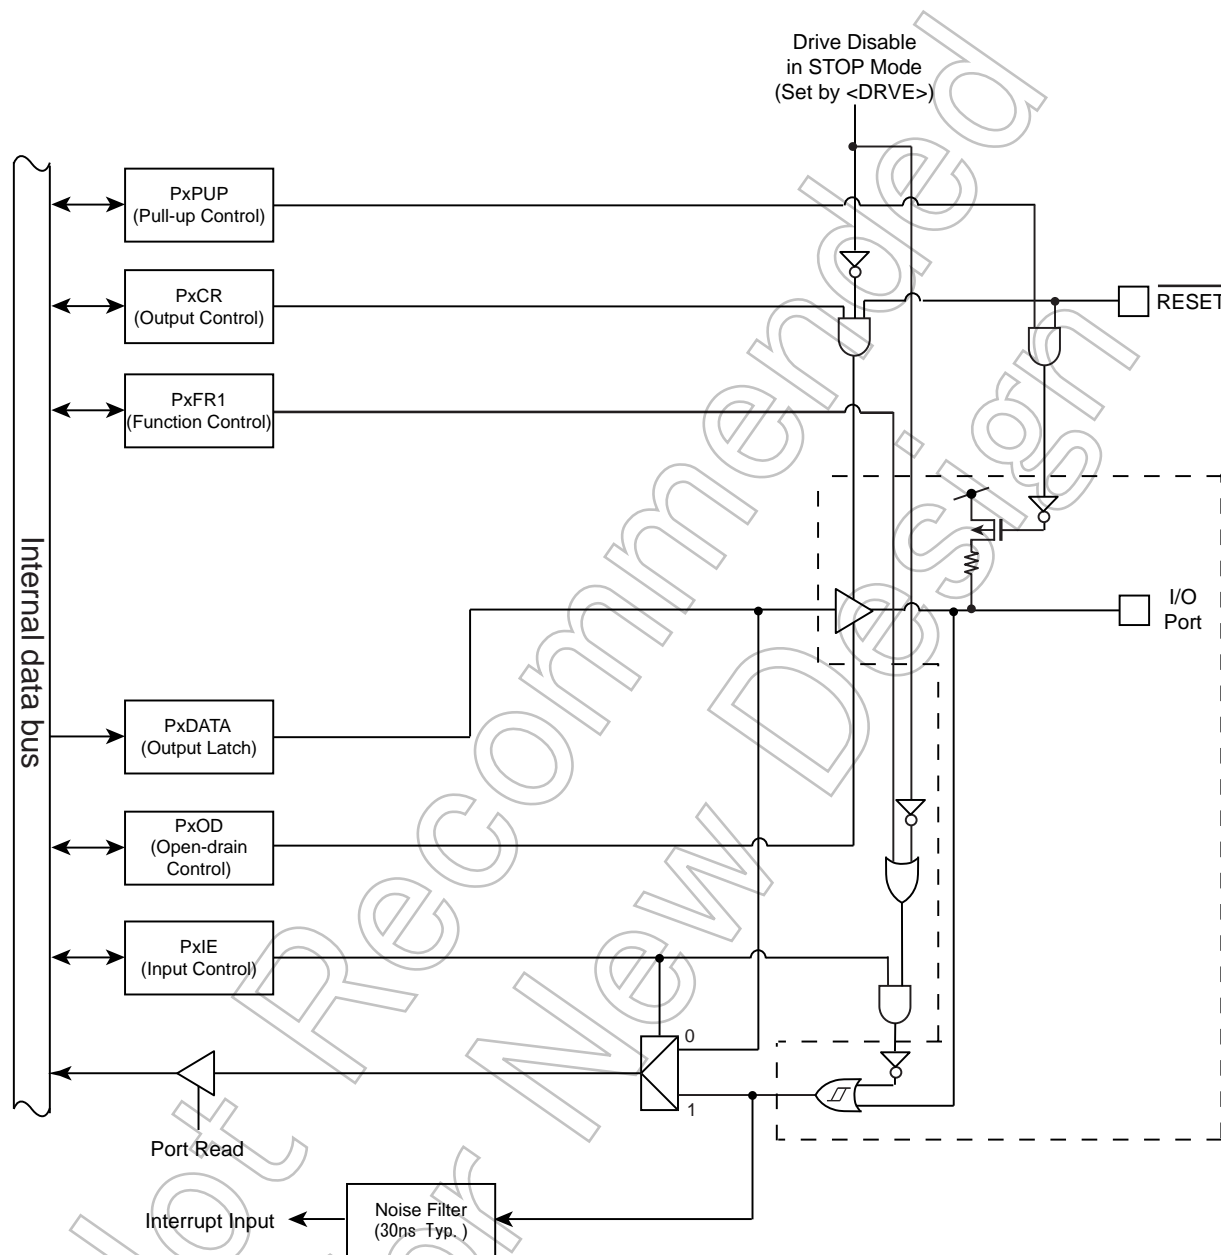 Drive Disable
in STOP Mode
(Set by <DRVE>)
PxPUP
(Pull-up Control)
PxCR
(Output Control)
RESET
PxFR1
(Function Control)
Internal data bus
I/O
Port
PxDATA
(Output Latch)
PxOD
(Open-drain
Control)
PxIE
(Input Control)
0
1
Port Read
Interrupt Input
Noise Filter
(30ns Typ.)
Not Recommended
for New Design